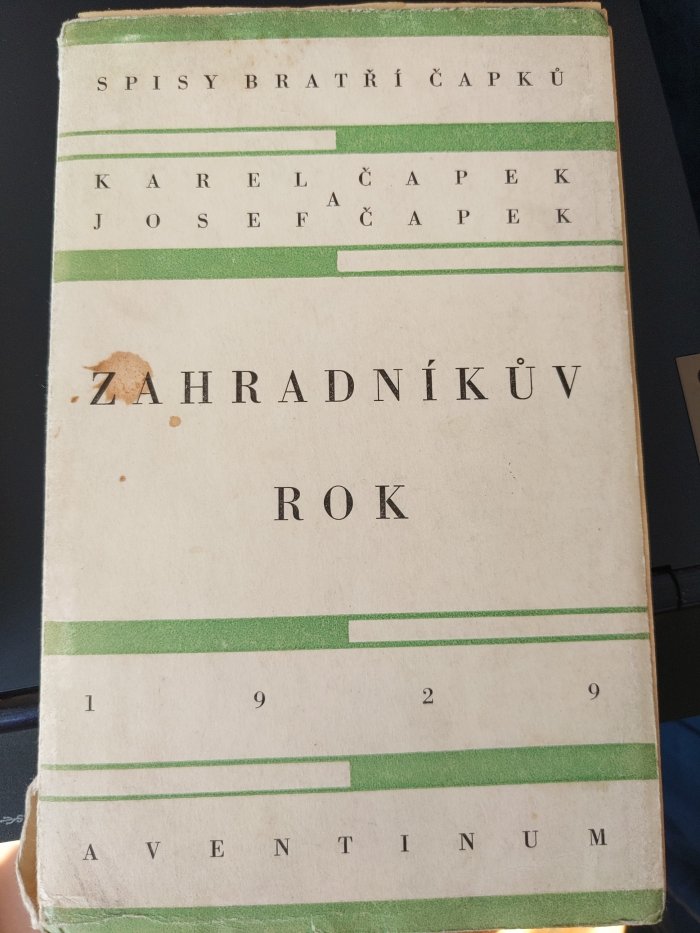 SPISY BRATŘÍ ČAPKŮ
KAREL ČAPEK
A
JOSEF ČAPEK
ZAHRADNÍKŮV
ROK
1929
AVENTINUM